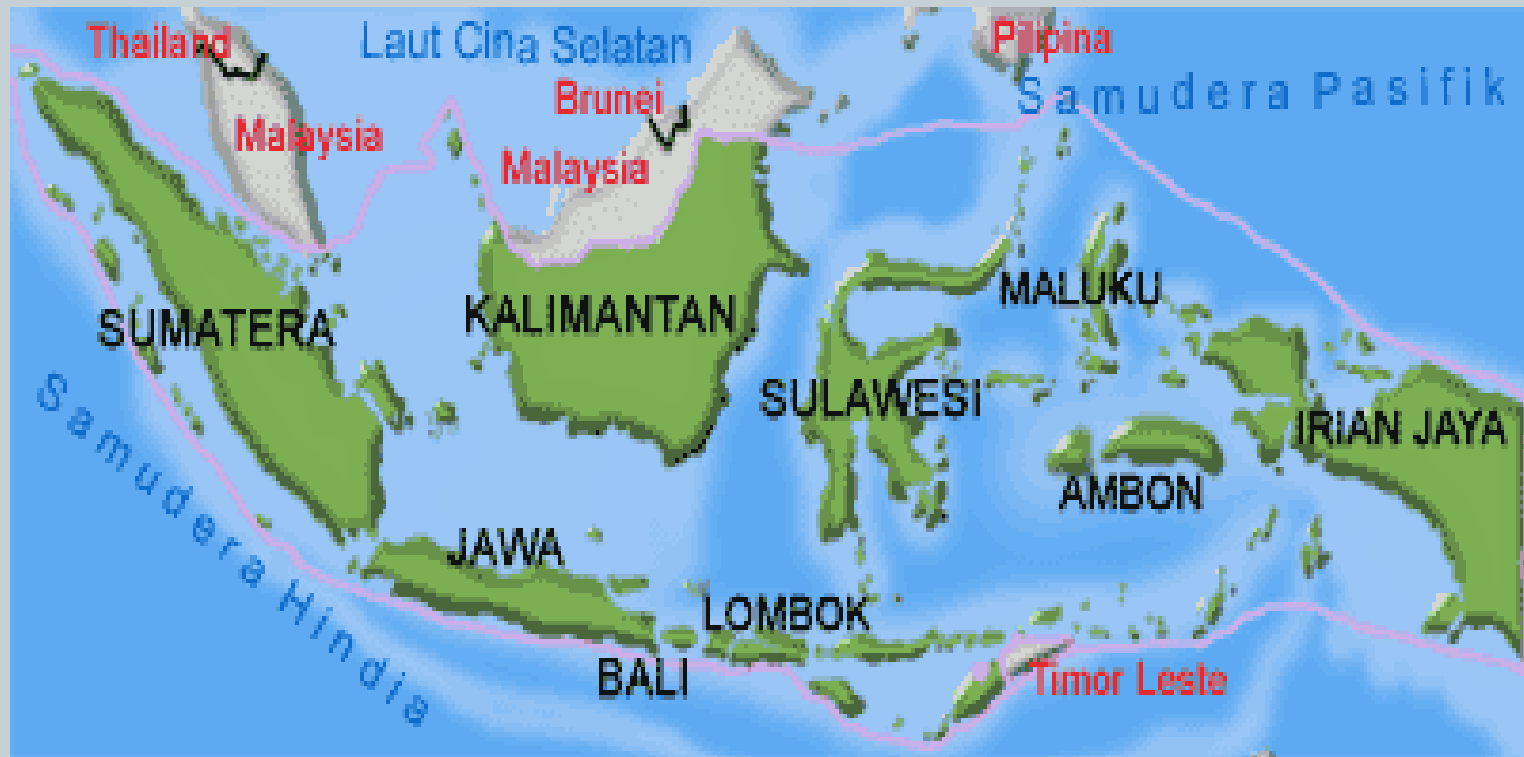 Thailand
Laut Cina Selatan
Pilipina
Brunei
Samudera Pasifik
Malaysia
Malaysia
MALUKU
SUMATERA
KALIMANTAN
SULAWESI
IRIAN JAYA
AMBON
Samudera Hindia
JAWA
LOMBOK
BALI
Timor Leste